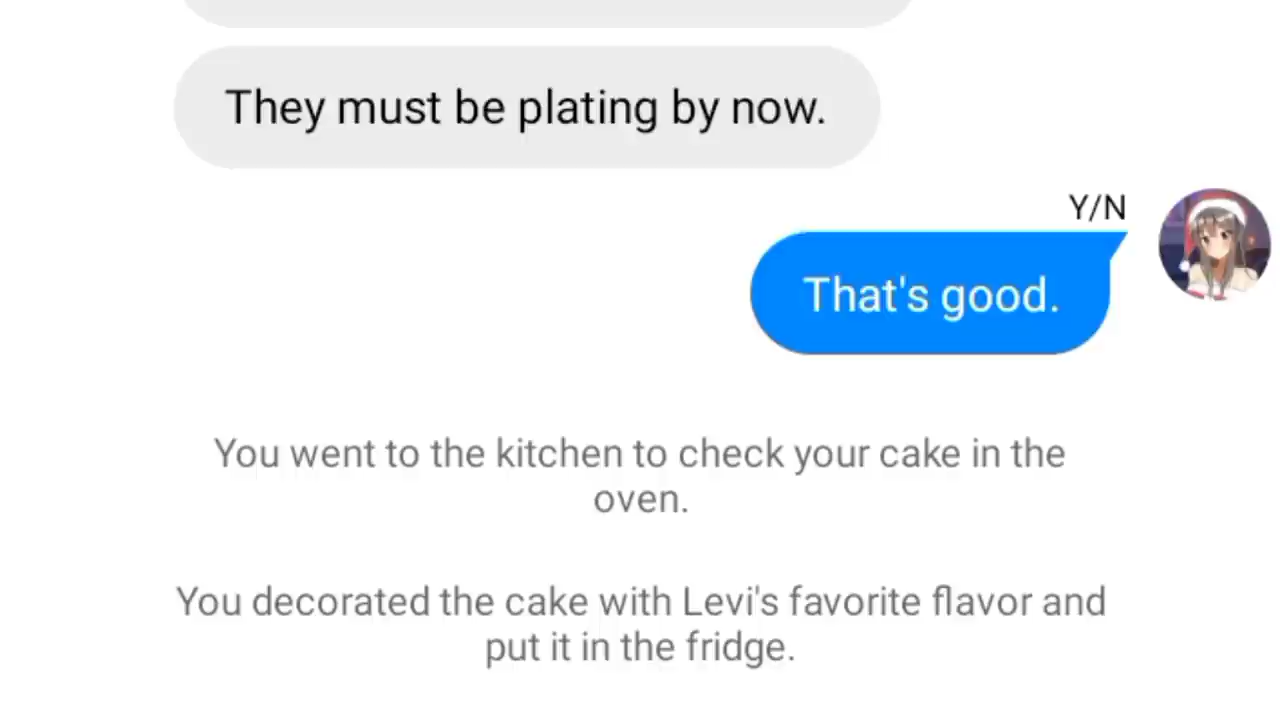 They must be plating by now.
Y/N
That's good.
You went to the kitchen to check your cake in the
oven.
You decorated the cake with Levi's favorite flavor and
put it in the fridge.